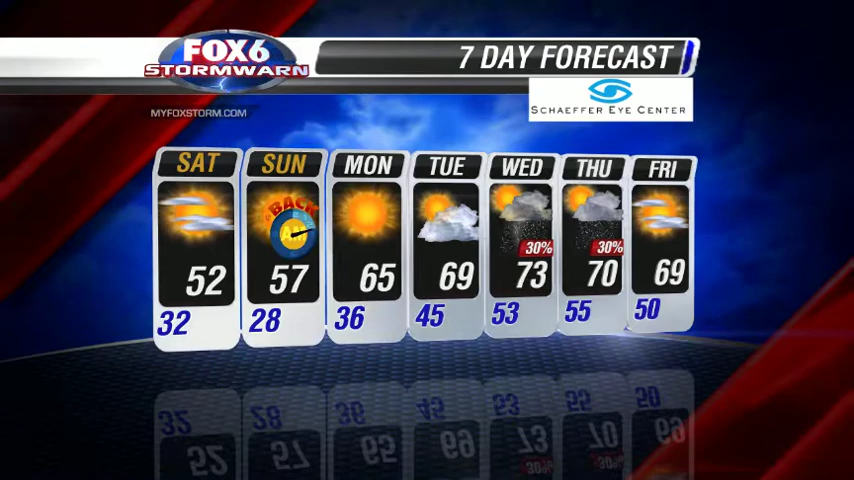 FOX6
STORMWARN
7 DAY FORECAST
MYFOXSTORM.COM
SCHAEFFER EYE CENTER
SAT SUN MON TUE WED THU FRI
BACK
AM
30% 30%
52 57 65 69 73 70 69
32 28 36 45 53 55 50